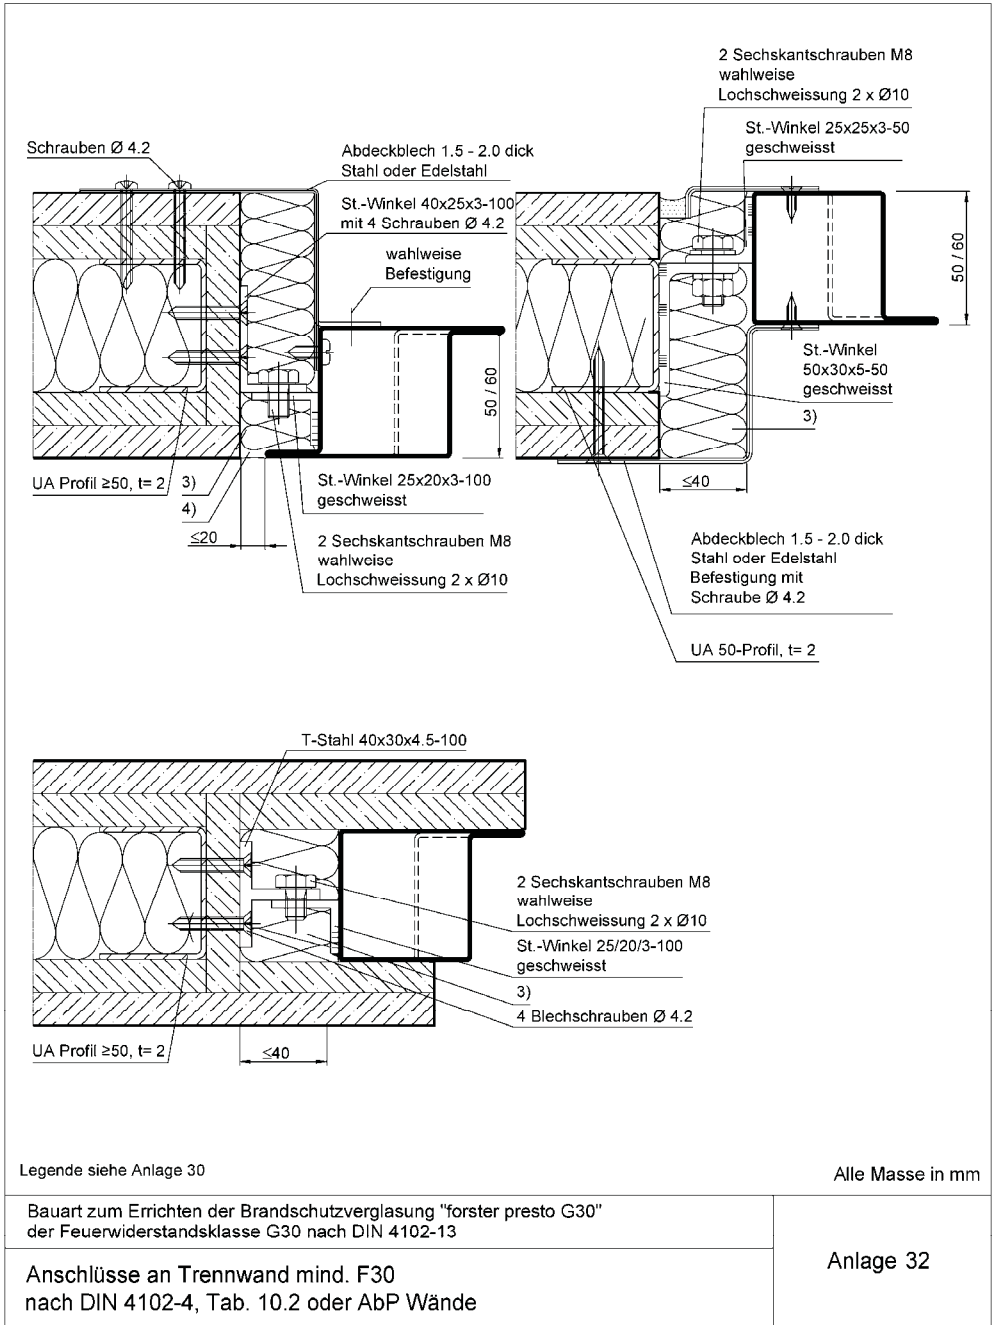 2 Sechskantschrauben M8
wahlweise
Lochschweissung 2 x Ø10
St.-Winkel 25x25x3-50
geschweisst
Schrauben Ø 4.2
Abdeckblech 1.5 - 2.0 dick
Stahl oder Edelstahl
St.-Winkel 40x25x3-100
mit 4 Schrauben Ø 4.2
wahlweise
Befestigung
50 / 60
50 / 60
St.-Winkel
50x30x5-50
geschweisst
3)
UA Profil ≥50, t= 2
3)
4)
≤20
St.-Winkel 25x20x3-100
geschweisst
2 Sechskantschrauben M8
wahlweise
Lochschweissung 2 x Ø10
≤40
Abdeckblech 1.5 - 2.0 dick
Stahl oder Edelstahl
Befestigung mit
Schraube Ø 4.2
UA 50-Profil, t= 2
T-Stahl 40x30x4.5-100
2 Sechskantschrauben M8
wahlweise
Lochschweissung 2 x Ø10
St.-Winkel 25/20/3-100
geschweisst
3)
4 Blechschrauben Ø 4.2
UA Profil ≥50, t= 2
≤40
Legende siehe Anlage 30
Alle Masse in mm
Bauart zum Errichten der Brandschutzverglasung "forster presto G30"
der Feuerwiderstandsklasse G30 nach DIN 4102-13
Anschlüsse an Trennwand mind. F30
nach DIN 4102-4, Tab. 10.2 oder AbP Wände
Anlage 32